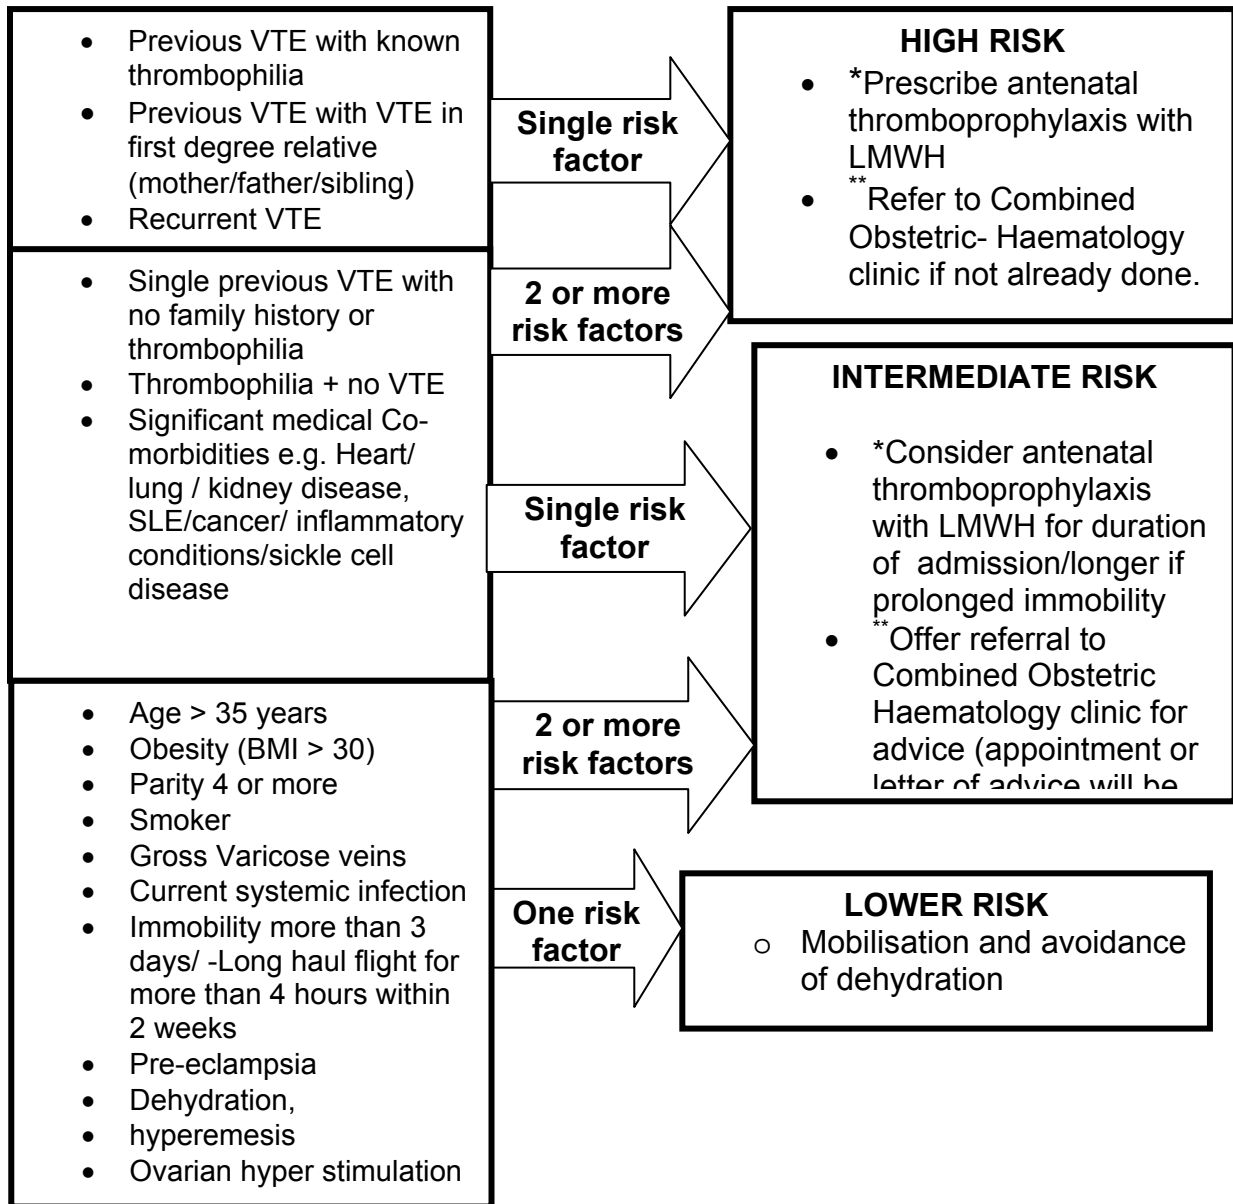 • Previous VTE with known
thrombophilia
• Previous VTE with VTE in
first degree relative
(mother/father/sibling)
• Recurrent VTE
Single risk
factor
HIGH RISK
• *Prescribe antenatal
thromboprophylaxis with
LMWH
• **Refer to Combined
Obstetric- Haematology
clinic if not already done.
• Single previous VTE with
no family history or
thrombophilia
• Thrombophilia + no VTE
• Significant medical Co-
morbidities e.g. Heart/
lung / kidney disease,
SLE/cancer/ inflammatory
conditions/sickle cell
disease
2 or more
risk factors
Single risk
factor
INTERMEDIATE RISK
• *Consider antenatal
thromboprophylaxis
with LMWH for duration
of admission/longer if
prolonged immobility
• **Offer referral to
Combined Obstetric
Haematology clinic for
advice (appointment or
letter of advice will be
• Age > 35 years
• Obesity (BMI > 30)
• Parity 4 or more
• Smoker
• Gross Varicose veins
• Current systemic infection
• Immobility more than 3
days/ -Long haul flight for
more than 4 hours within
2 weeks
• Pre-eclampsia
• Dehydration,
• hyperemesis
• Ovarian hyper stimulation
2 or more
risk factors
One risk
factor
LOWER RISK
o Mobilisation and avoidance
of dehydration